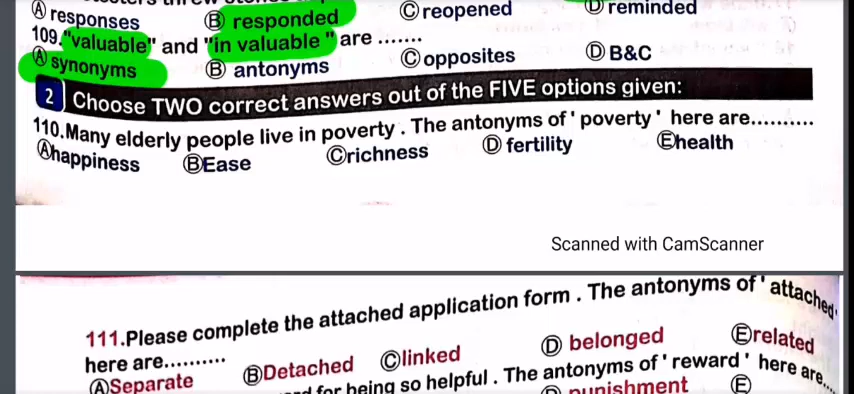 Ⓐ responses Ⓑ responded Ⓒ reopened Ⓓ reminded
109."valuable" and "in valuable " are .......
Ⓐ synonyms Ⓑ antonyms Ⓒ opposites Ⓓ B&C
2 Choose TWO correct answers out of the FIVE options given:
110.Many elderly people live in poverty . The antonyms of ' poverty ' here are..........
Ⓐhappiness ⒷEase Ⓒrichness Ⓓ fertility Ⓔhealth
Scanned with CamScanner
111.Please complete the attached application form . The antonyms of ' attached'
here are..........
ⒶSeparate ⒷDetached Ⓒlinked Ⓓ belonged Ⓔrelated
for being so helpful . The antonyms of ' reward ' here are....
Ⓓ punishment Ⓔ